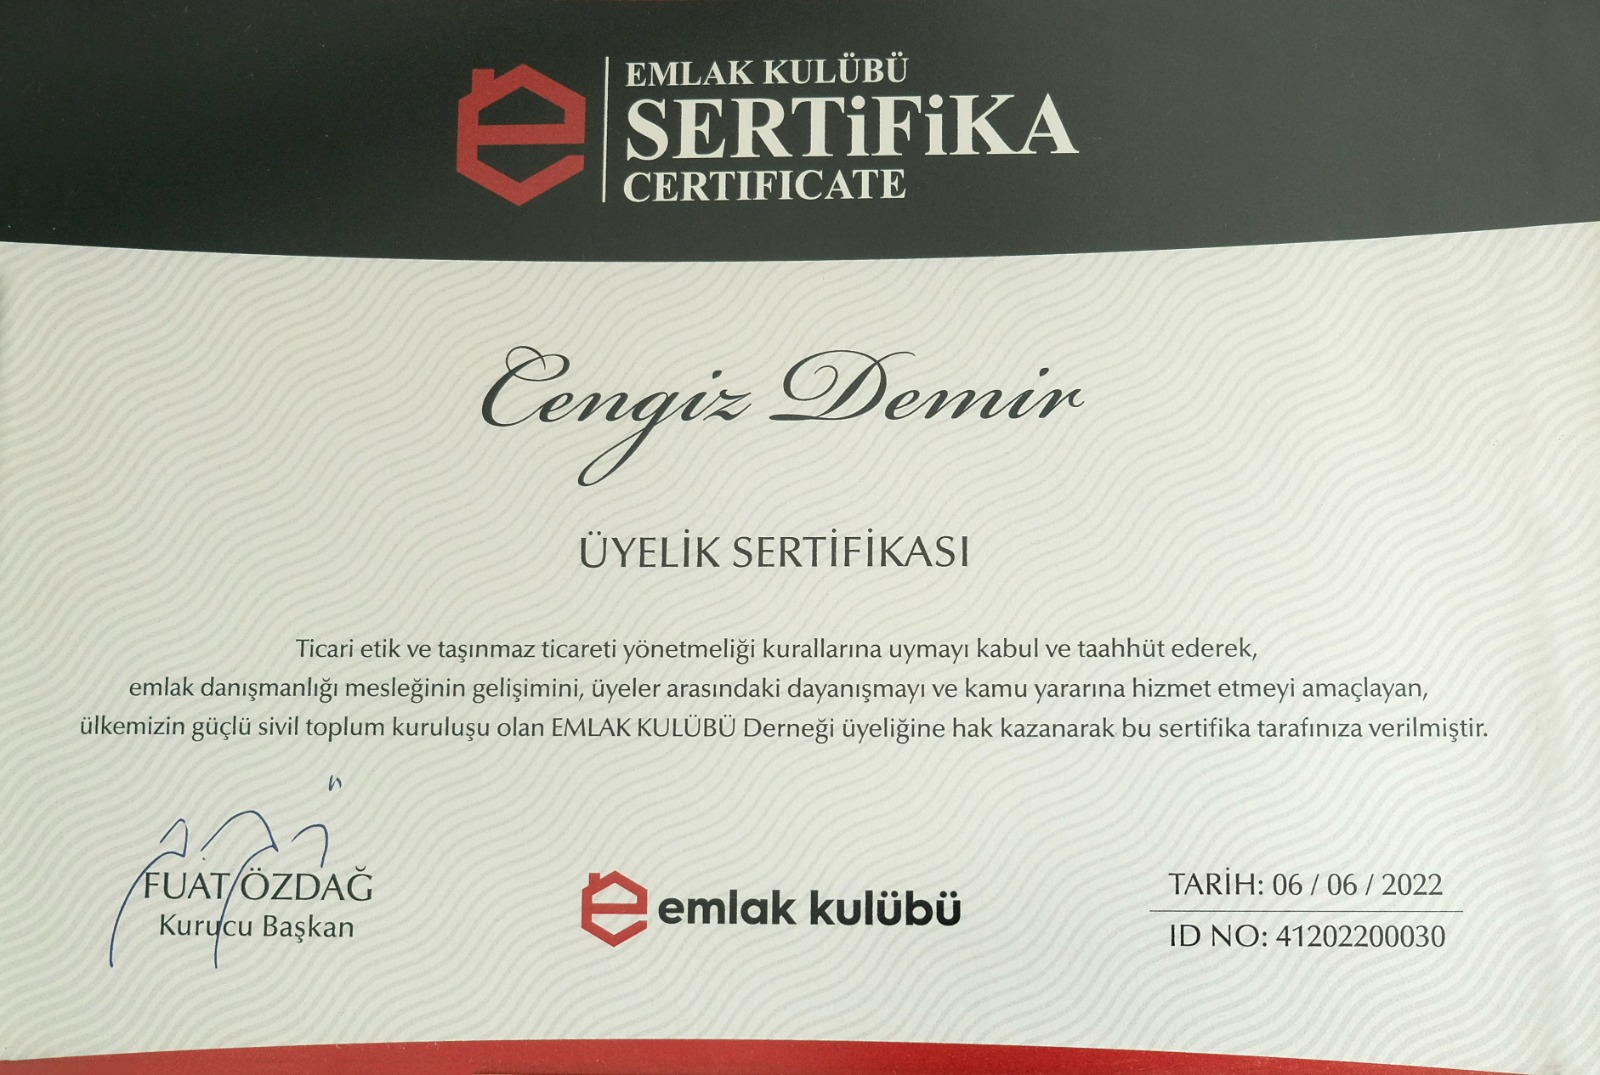 EMLAK KULÜBÜ
SERTiFiKA
CERTIFICATE
Cengiz Demir
ÜYELİK SERTİFİKASI
Ticari etik ve taşınmaz ticareti yönetmeliği kurallarına uymayı kabul ve taahhüt ederek,
emlak danışmanlığı mesleğinin gelişimini, üyeler arasındaki dayanışmayı ve kamu yararına hizmet etmeyi amaçlayan,
ülkemizin güçlü sivil toplum kuruluşu olan EMLAK KULÜBÜ Derneği üyeliğine hak kazanarak bu sertifika tarafınıza verilmiştir.
FUAT ÖZDAĞ
Kurucu Başkan
emlak kulübü
TARİH: 06 / 06 / 2022
ID NO: 41202200030